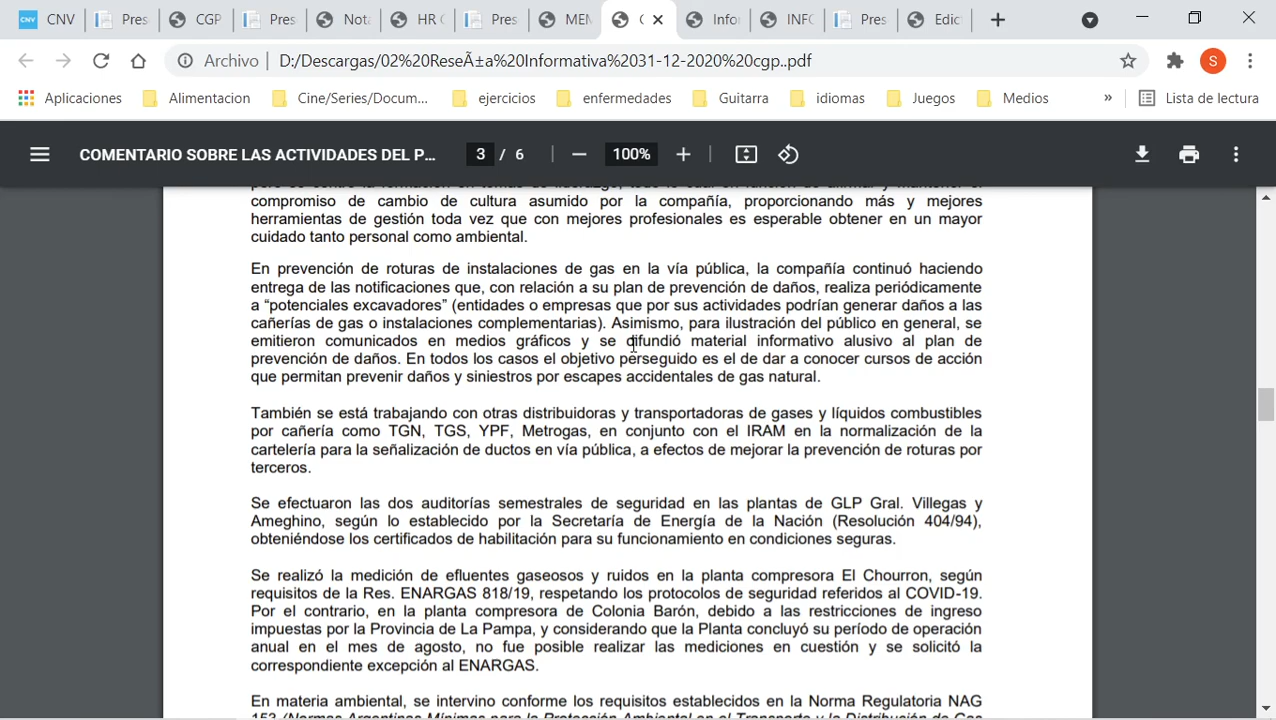 CNV
Pres
CGP
Pres
Nota
HR (
Pres
MEM
Infor
INFO
Pres
Edic
Archivo | D:/Descargas/02%20ReseÃ±a%20Informativa%2031-12-2020%20cgp..pdf
S
Aplicaciones Alimentacion Cine/Series/Docum... ejercicios enfermedades Guitarra idiomas Juegos Medios » Lista de lectura
COMENTARIO SOBRE LAS ACTIVIDADES DEL P... 3 / 6 — 100% +
compromiso de cambio de cultura asumido por la compañía, proporcionando más y mejores
herramientas de gestión toda vez que con mejores profesionales es esperable obtener en un mayor
cuidado tanto personal como ambiental.
En prevención de roturas de instalaciones de gas en la vía pública, la compañía continuó haciendo
entrega de las notificaciones que, con relación a su plan de prevención de daños, realiza periódicamente
a “potenciales excavadores” (entidades o empresas que por sus actividades podrían generar daños a las
cañerías de gas o instalaciones complementarias). Asimismo, para ilustración del público en general, se
emitieron comunicados en medios gráficos y se difundió material informativo alusivo al plan de
prevención de daños. En todos los casos el objetivo perseguido es el de dar a conocer cursos de acción
que permitan prevenir daños y siniestros por escapes accidentales de gas natural.
También se está trabajando con otras distribuidoras y transportadoras de gases y líquidos combustibles
por cañería como TGN, TGS, YPF, Metrogas, en conjunto con el IRAM en la normalización de la
cartelería para la señalización de ductos en vía pública, a efectos de mejorar la prevención de roturas por
terceros.
Se efectuaron las dos auditorías semestrales de seguridad en las plantas de GLP Gral. Villegas y
Ameghino, según lo establecido por la Secretaría de Energía de la Nación (Resolución 404/94),
obteniéndose los certificados de habilitación para su funcionamiento en condiciones seguras.
Se realizó la medición de efluentes gaseosos y ruidos en la planta compresora El Chourron, según
requisitos de la Res. ENARGAS 818/19, respetando los protocolos de seguridad referidos al COVID-19.
Por el contrario, en la planta compresora de Colonia Barón, debido a las restricciones de ingreso
impuestas por la Provincia de La Pampa, y considerando que la Planta concluyó su período de operación
anual en el mes de agosto, no fue posible realizar las mediciones en cuestión y se solicitó la
correspondiente excepción al ENARGAS.
En materia ambiental, se intervino conforme los requisitos establecidos en la Norma Regulatoria NAG
153 (Normas Argentinas Mínimas para la Protección Ambiental en el Transporte y la Distribución de Gas